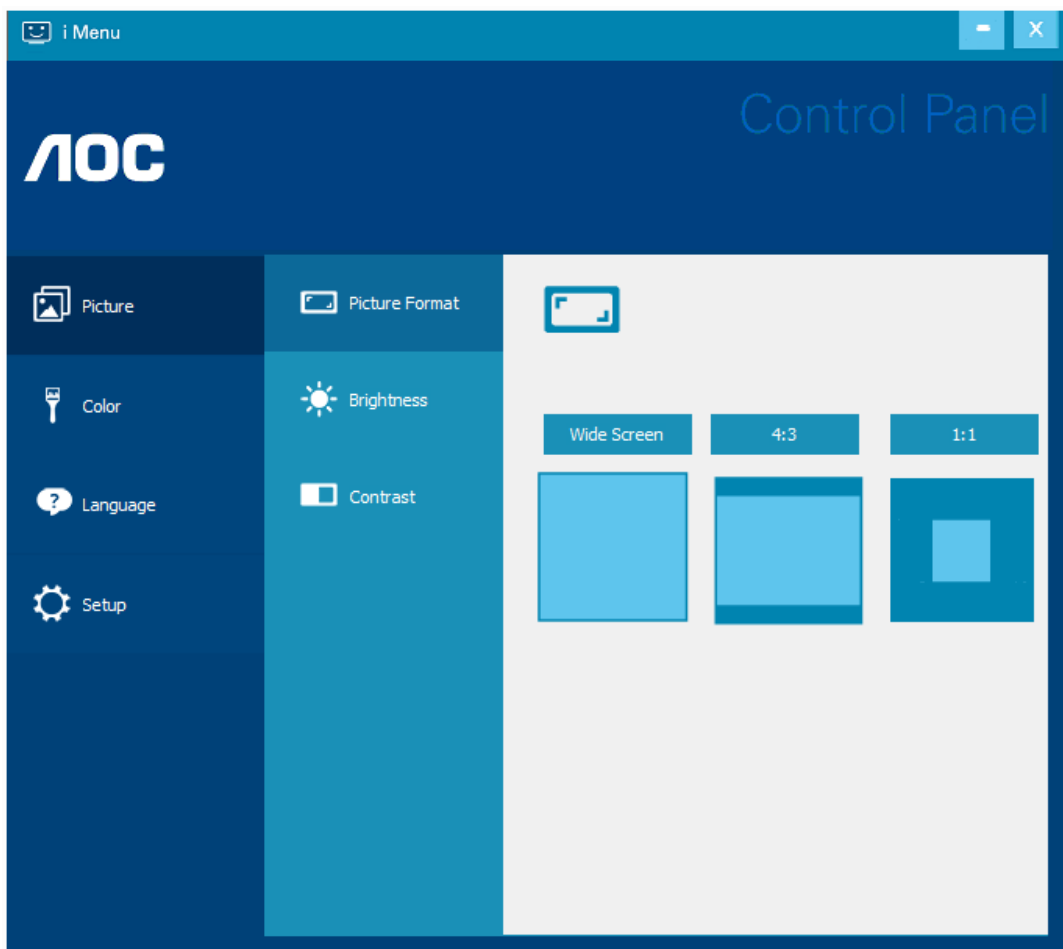 i Menu
Control Panel
AOC
Picture
Color
Language
Setup
Picture Format
Brightness
Contrast
Wide Screen
4:3
1:1